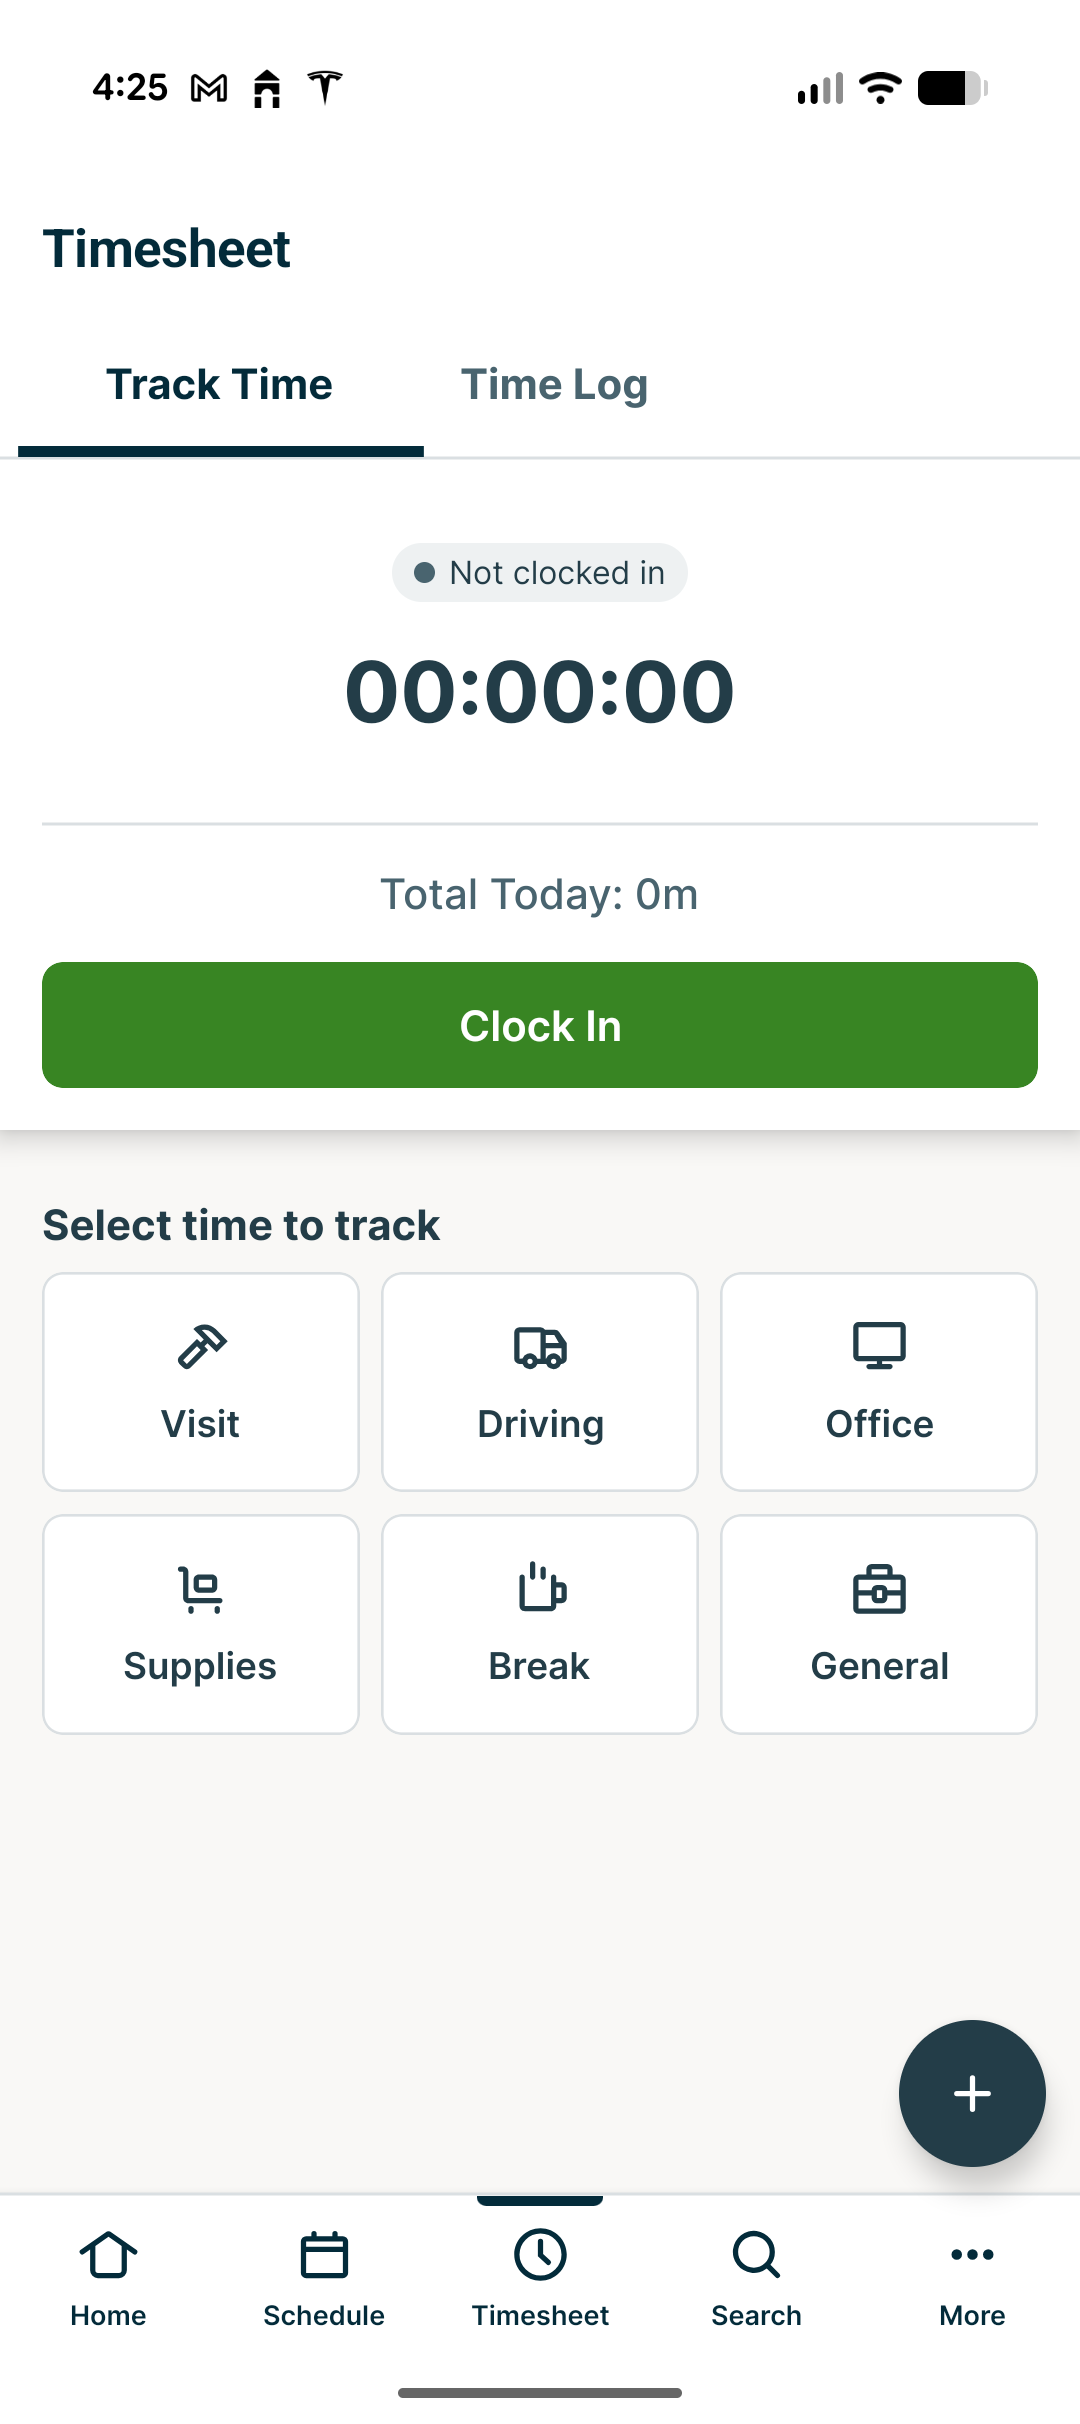 4:25
Timesheet
Track Time
Time Log
Not clocked in
00:00:00
Total Today: 0m
Clock In
Select time to track
Visit
Driving
Office
Supplies
Break
General
Home
Schedule
Timesheet
Search
More